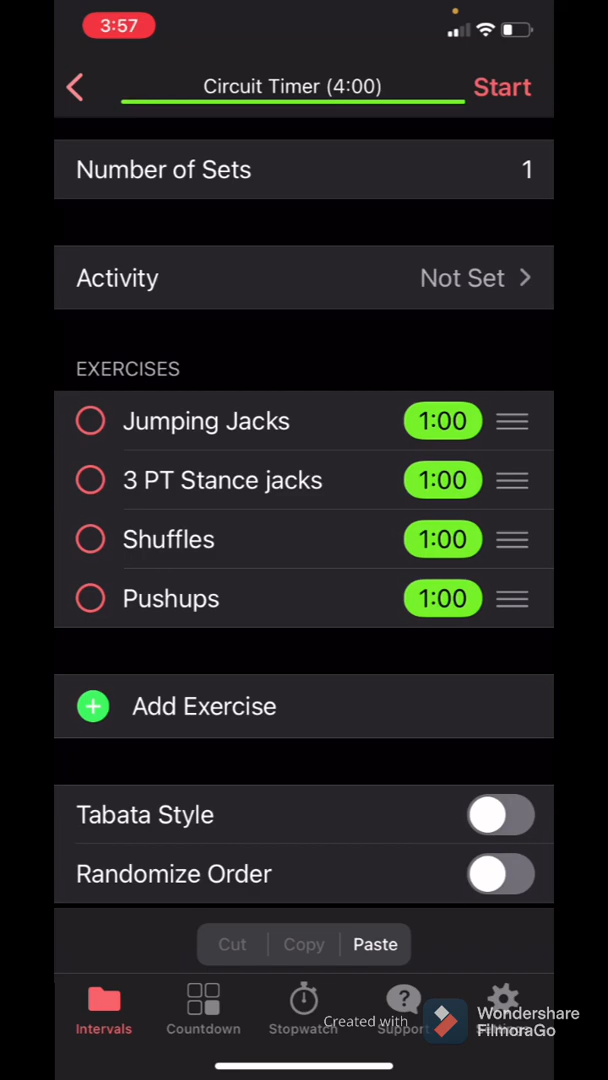 3:57
Circuit Timer (4:00)
Start
Number of Sets 1
Activity Not Set
EXERCISES
Jumping Jacks 1:00
3 PT Stance jacks 1:00
Shuffles 1:00
Pushups 1:00
Add Exercise
Tabata Style
Randomize Order
Cut Copy Paste
Intervals Countdown Stopwatch Support
Created with Wondershare
FilmoraGo